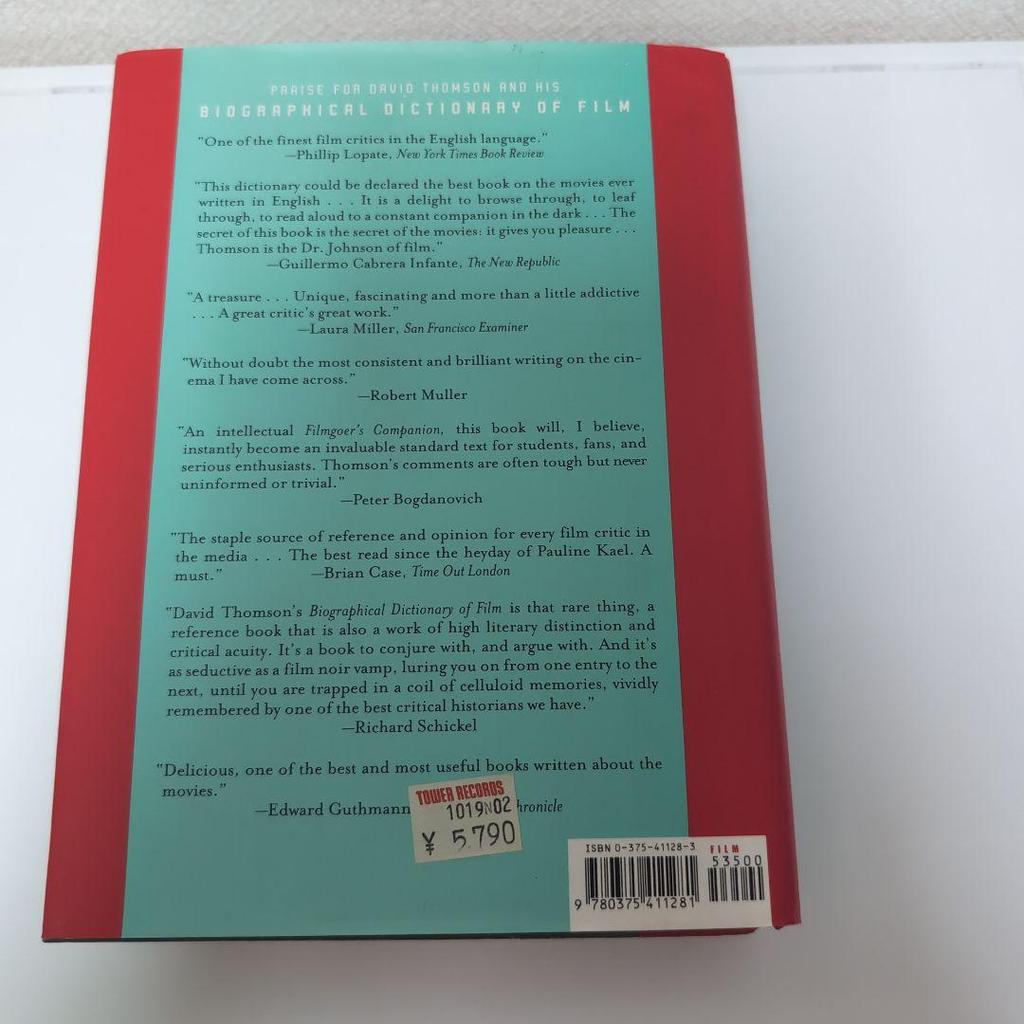 PRAISE FOR DAVID THOMSON AND HIS
BIOGRAPHICAL DICTIONARY OF FILM
"One of the finest film critics in the English language."
—Phillip Lopate, New York Times Book Review
"This dictionary could be declared the best book on the movies ever
written in English . . . It is a delight to browse through, to leaf
through, to read aloud to a constant companion in the dark . . . The
secret of this book is the secret of the movies: it gives you pleasure . . .
Thomson is the Dr. Johnson of film."
—Guillermo Cabrera Infante, The New Republic
"A treasure . . . Unique, fascinating and more than a little addictive
. . . A great critic's great work."
—Laura Miller, San Francisco Examiner
"Without doubt the most consistent and brilliant writing on the cin-
ema I have come across."
—Robert Muller
"An intellectual Filmgoer's Companion, this book will, I believe,
instantly become an invaluable standard text for students, fans, and
serious enthusiasts. Thomson's comments are often tough but never
uninformed or trivial."
—Peter Bogdanovich
"The staple source of reference and opinion for every film critic in
the media . . . The best read since the heyday of Pauline Kael. A
must." —Brian Case, Time Out London
"David Thomson's Biographical Dictionary of Film is that rare thing, a
reference book that is also a work of high literary distinction and
critical acuity. It's a book to conjure with, and argue with. And it's
as seductive as a film noir vamp, luring you on from one entry to the
next, until you are trapped in a coil of celluloid memories, vividly
remembered by one of the best critical historians we have."
—Richard Schickel
"Delicious, one of the best and most useful books written about the
movies."
—Edward Guthmann hronicle
TOWER RECORDS
1019N02
¥ 5,790
ISBN 0-375-41128-3 FILM
53500
9 780375 411281